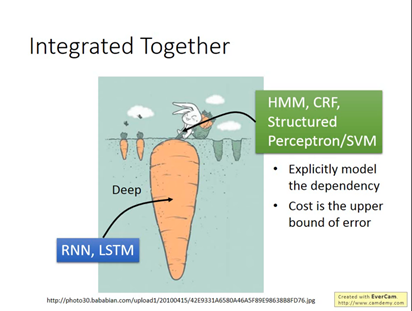 Integrated Together
HMM, CRF,
Structured
Perceptron/SVM
Deep
• Explicitly model
the dependency
• Cost is the upper
bound of error
RNN, LSTM
http://photo30.bababian.com/upload1/20100415/42E9331A6580A46A5F89E98638B8FD76.jpg
Created with EverCam.
http://www.camdemy.com